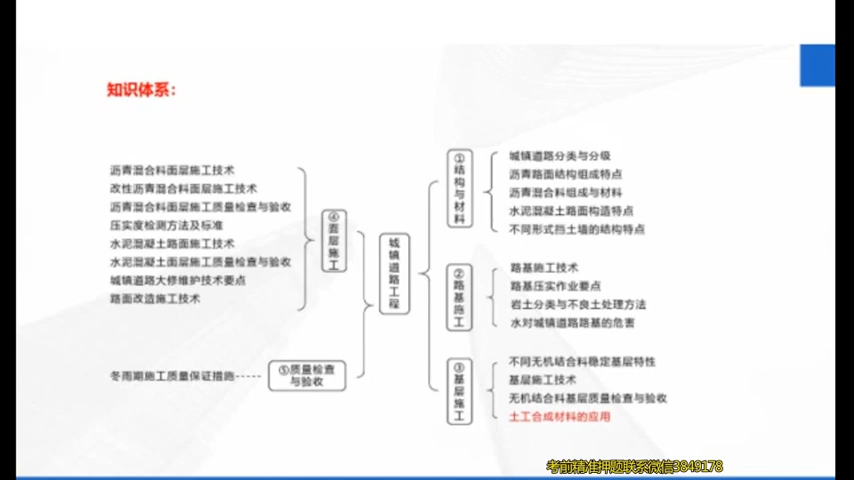 知识体系：
沥青混合料面层施工技术
改性沥青混合料面层施工技术
沥青混合料面层施工质量检查与验收
压实度检测方法及标准
水泥混凝土路面施工技术
水泥混凝土面层施工质量检查与验收
城镇道路大修维护技术要点
路面改造施工技术
④面层施工
冬雨期施工质量保证措施-----
⑤质量检查
与验收
城镇道路工程
①结构与材料
城镇道路分类与分级
沥青路面结构组成特点
沥青混合料组成与材料
水泥混凝土路面构造特点
不同形式挡土墙的结构特点
②路基施工
路基施工技术
路基压实作业要点
岩土分类与不良土处理方法
水对城镇道路路基的危害
③基层施工
不同无机结合料稳定基层特性
基层施工技术
无机结合料基层质量检查与验收
土工合成材料的应用
考前精准押题联系微信3849178